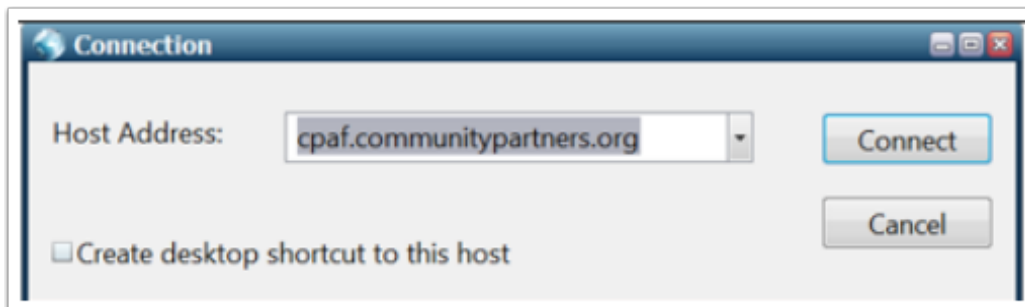 Connection
Host Address: cpaf.communitypartners.org Connect
Cancel
Create desktop shortcut to this host